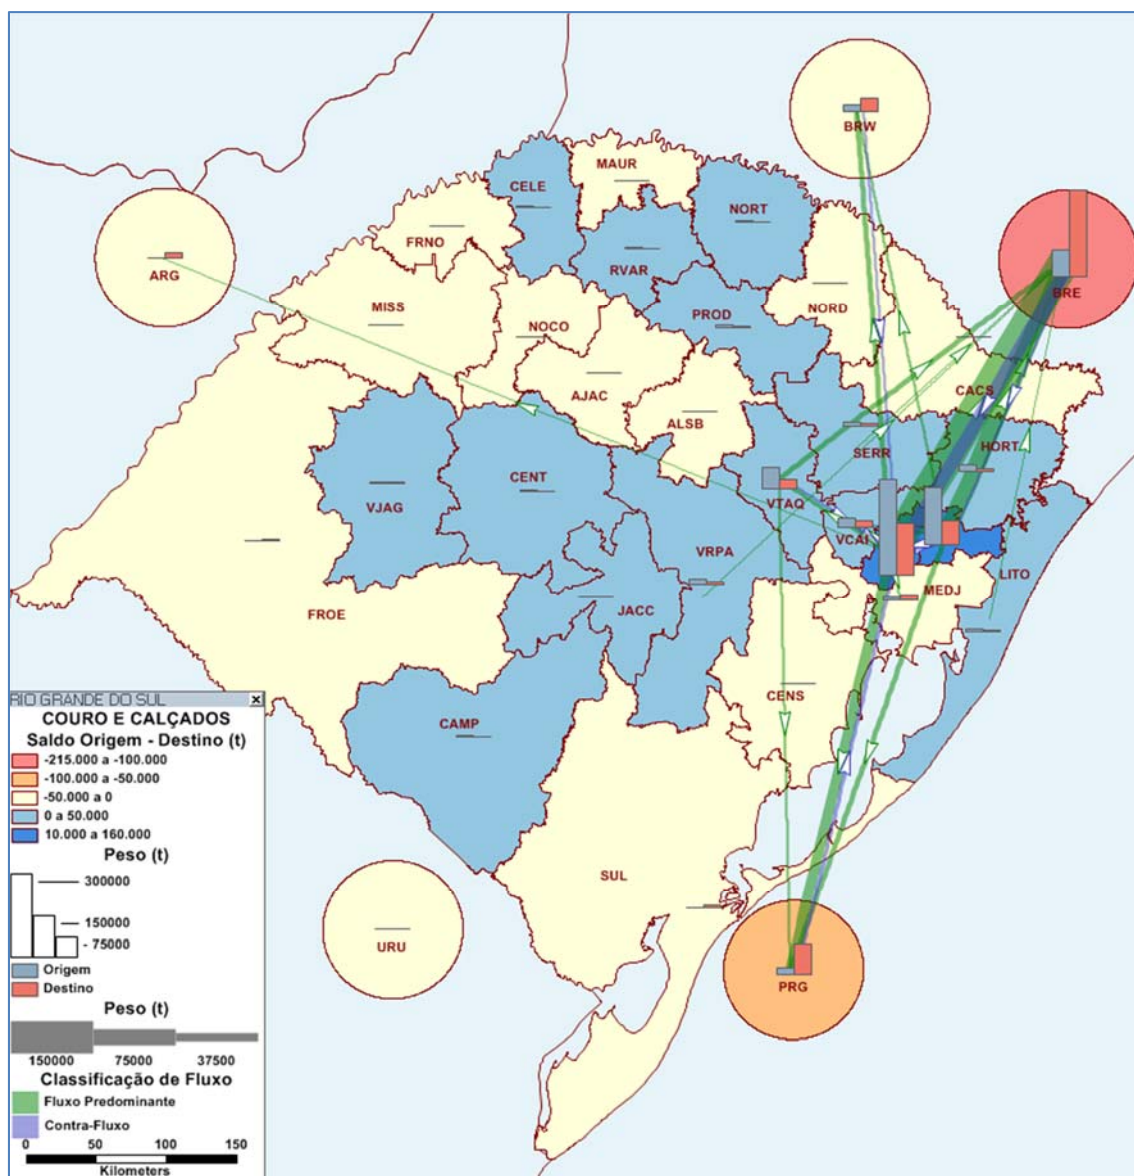 BRW
MAUR
CELE
NORT
FRNO
ARG
RVAR
BRE
MISS
NORD
PROD
NOCO
CACS
AJAC
ALSB
SERR
HORT
CENT
VTAQ
VJAG
VCAI
VRPA
LITO
MEDJ
FROE
JACC
CENS
CAMP
SUL
URU
PRG
RIO GRANDE DO SUL
COURO E CALÇADOS
Saldo Origem - Destino (t)
-215.000 a -100.000
-100.000 a -50.000
-50.000 a 0
0 a 50.000
10.000 a 160.000
Peso (t)
300000
150000
75000
Origem
Destino
Peso (t)
150000 75000 37500
Classificação de Fluxo
Fluxo Predominante
Contra-Fluxo
0 50 100 150
Kilometers